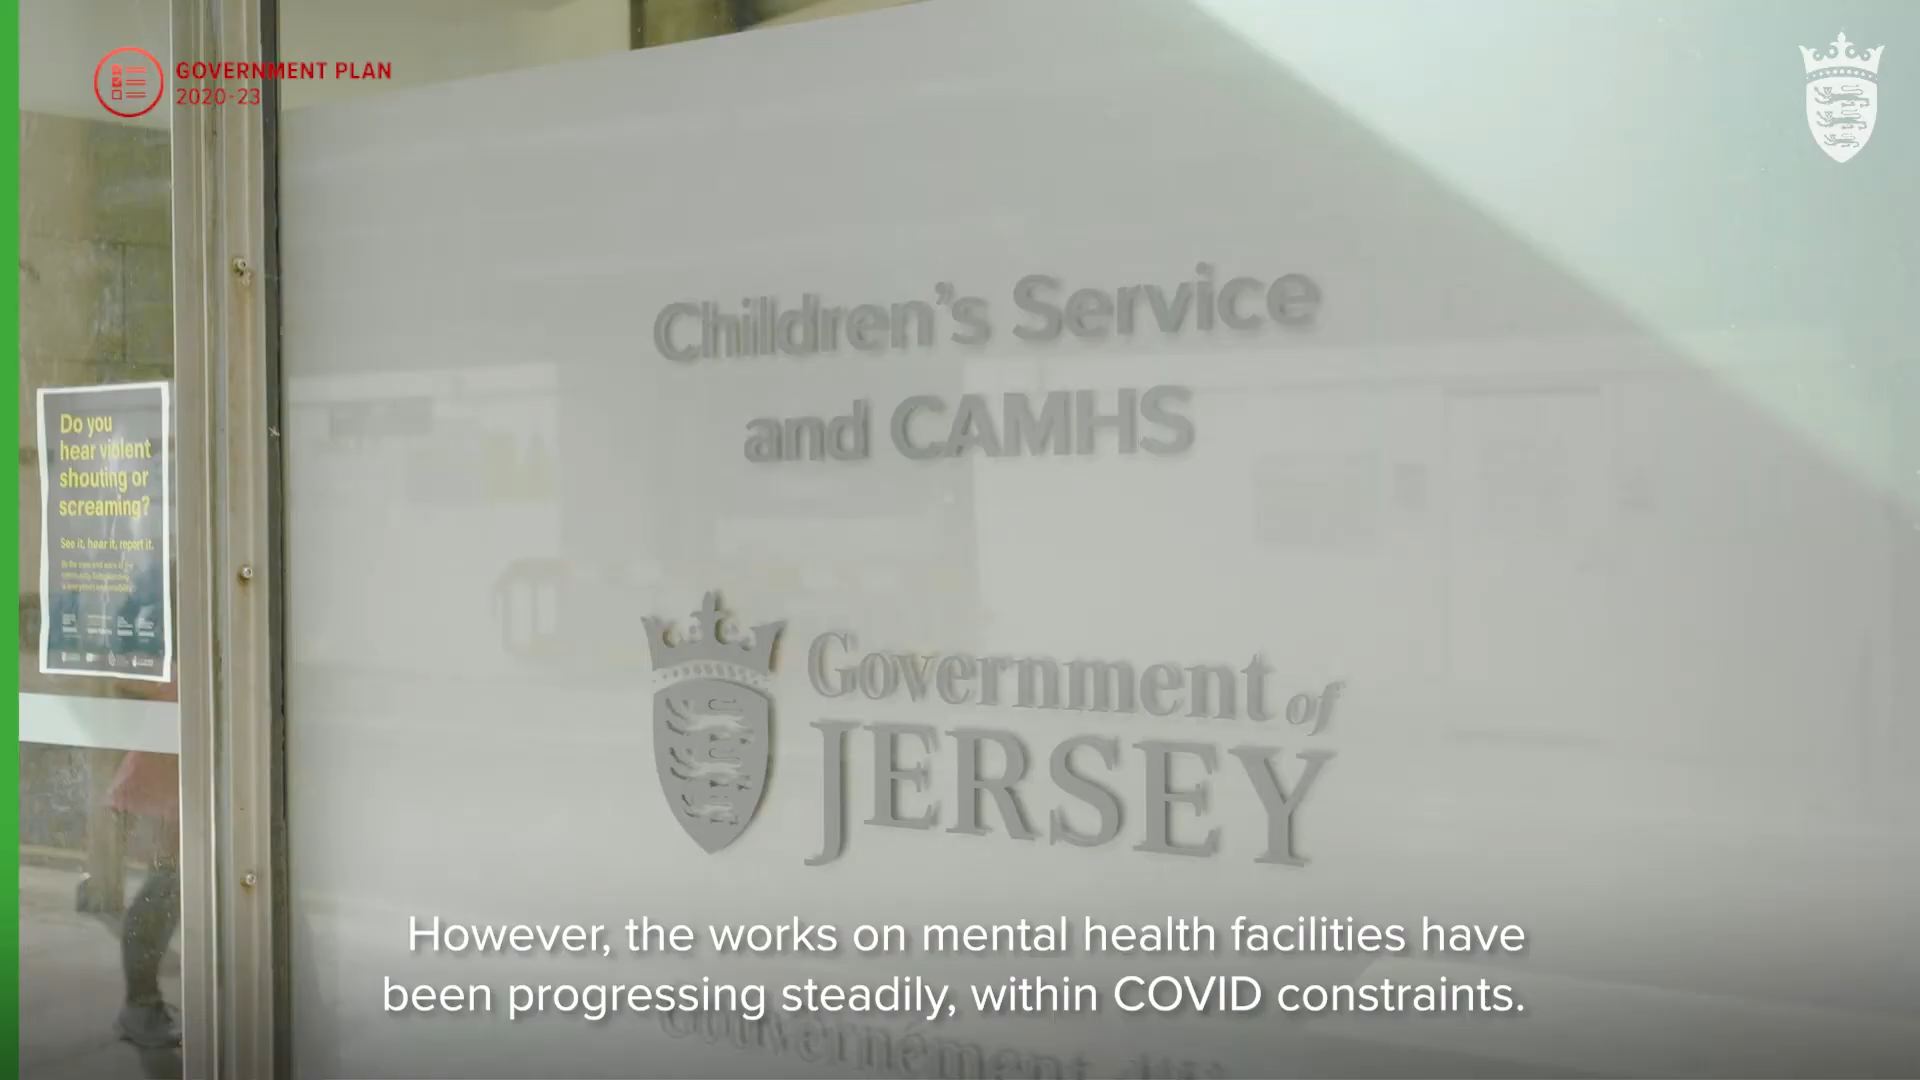 GOVERNMENT PLAN
2020-23
Do you
hear violent
shouting or
screaming?
See it, hear it, report it.
Children's Service
and CAMHS
Government of
JERSEY
However, the works on mental health facilities have
been progressing steadily, within COVID constraints.
Gouvernément